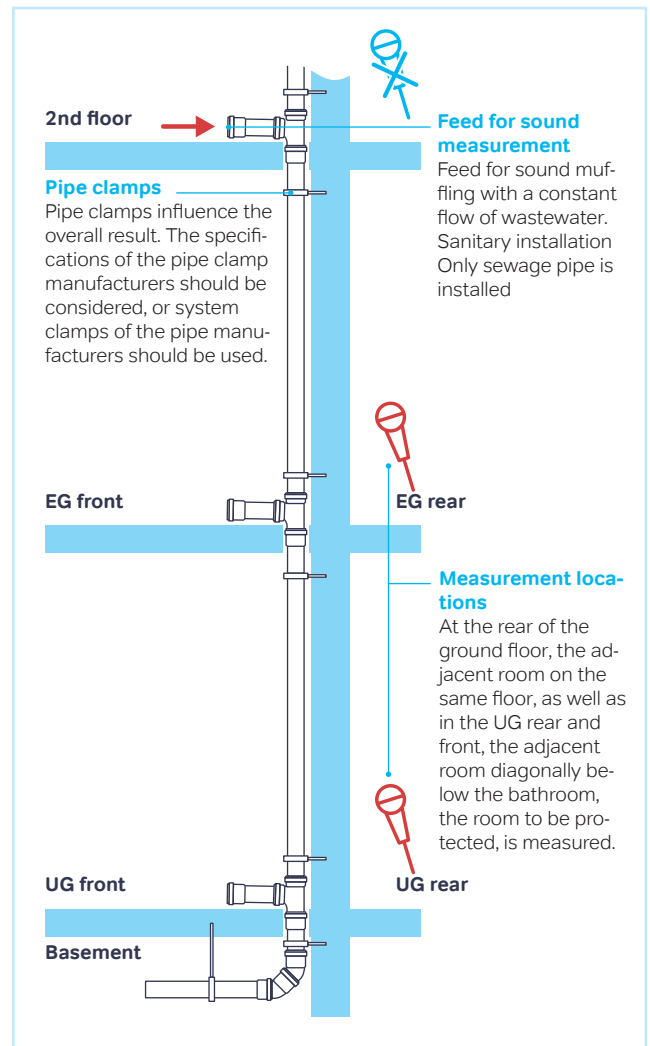 2nd floor
Feed for sound
measurement
Feed for sound muf-
fling with a constant
flow of wastewater.
Sanitary installation
Only sewage pipe is
installed
Pipe clamps
Pipe clamps influence the
overall result. The specifi-
cations of the pipe clamp
manufacturers should be
considered, or system
clamps of the pipe manu-
facturers should be used.
EG front
EG rear
Measurement loca-
tions
At the rear of the
ground floor, the ad-
jacent room on the
same floor, as well as
in the UG rear and
front, the adjacent
room diagonally be-
low the bathroom,
the room to be pro-
tected, is measured.
UG front
UG rear
Basement